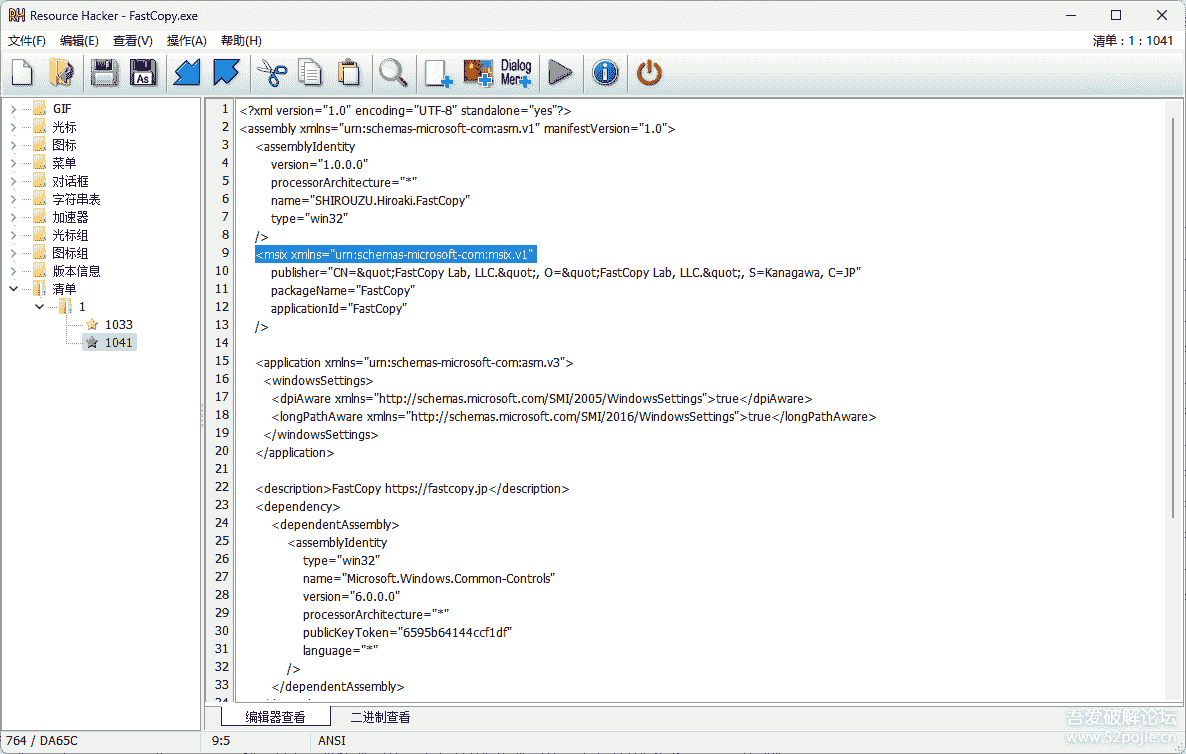 RH Resource Hacker - FastCopy.exe
文件(F) 编辑(E) 查看(V) 操作(A) 帮助(H) 清单 : 1 : 1041
As Dialog Mer
GIF
光标
图标
菜单
对话框
字符串表
加速器
光标组
图标组
版本信息
清单
1
1033
1041
1 <?xml version="1.0" encoding="UTF-8" standalone="yes"?>
2 <assembly xmlns="urn:schemas-microsoft-com:asm.v1" manifestVersion="1.0">
3 <assemblyIdentity
4 version="1.0.0.0"
5 processorArchitecture="*"
6 name="SHIROUZU.Hiroaki.FastCopy"
7 type="win32"
8 />
9 <msix xmlns="urn:schemas-microsoft-com:msix.v1"
10 publisher="CN=&quot;FastCopy Lab, LLC.&quot;, O=&quot;FastCopy Lab, LLC.&quot;, S=Kanagawa, C=JP"
11 packageName="FastCopy"
12 applicationId="FastCopy"
13 />
14
15 <application xmlns="urn:schemas-microsoft-com:asm.v3">
16 <windowsSettings>
17 <dpiAware xmlns="http://schemas.microsoft.com/SMI/2005/WindowsSettings">true</dpiAware>
18 <longPathAware xmlns="http://schemas.microsoft.com/SMI/2016/WindowsSettings">true</longPathAware>
19 </windowsSettings>
20 </application>
21
22 <description>FastCopy https://fastcopy.jp</description>
23 <dependency>
24 <dependentAssembly>
25 <assemblyIdentity
26 type="win32"
27 name="Microsoft.Windows.Common-Controls"
28 version="6.0.0.0"
29 processorArchitecture="*"
30 publicKeyToken="6595b64144ccf1df"
31 language="*"
32 />
33 </dependentAssembly>
编辑器查看 二进制查看
764 / DA65C 9:5 ANSI
吾爱破解论坛
www.52pojie.cn